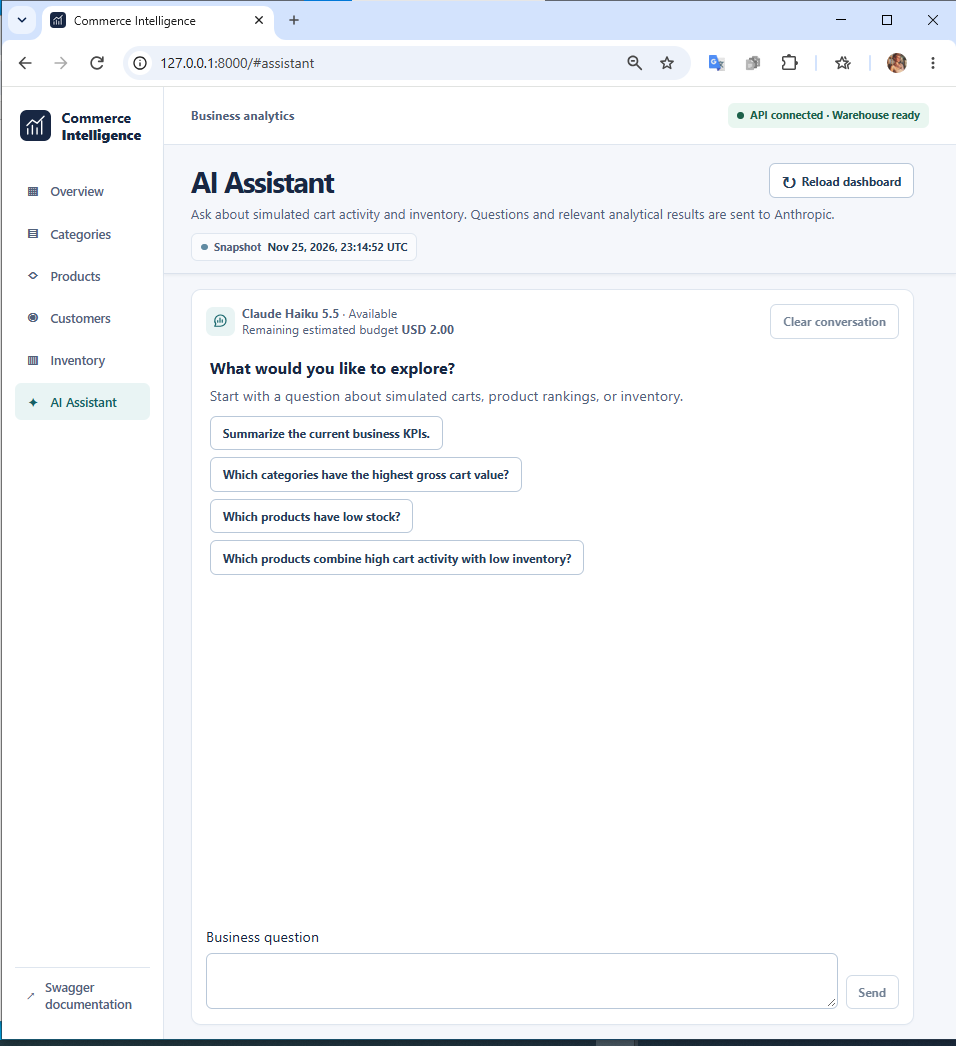 Commerce Intelligence
127.0.0.1:8000/#assistant
Commerce
Intelligence
Business analytics
API connected · Warehouse ready
Overview
Categories
Products
Customers
Inventory
AI Assistant
Swagger
documentation
AI Assistant
Reload dashboard
Ask about simulated cart activity and inventory. Questions and relevant analytical results are sent to Anthropic.
Snapshot Nov 25, 2026, 23:14:52 UTC
Claude Haiku 5.5 · Available
Remaining estimated budget USD 2.00
Clear conversation
What would you like to explore?
Start with a question about simulated carts, product rankings, or inventory.
Summarize the current business KPIs.
Which categories have the highest gross cart value?
Which products have low stock?
Which products combine high cart activity with low inventory?
Business question
Send